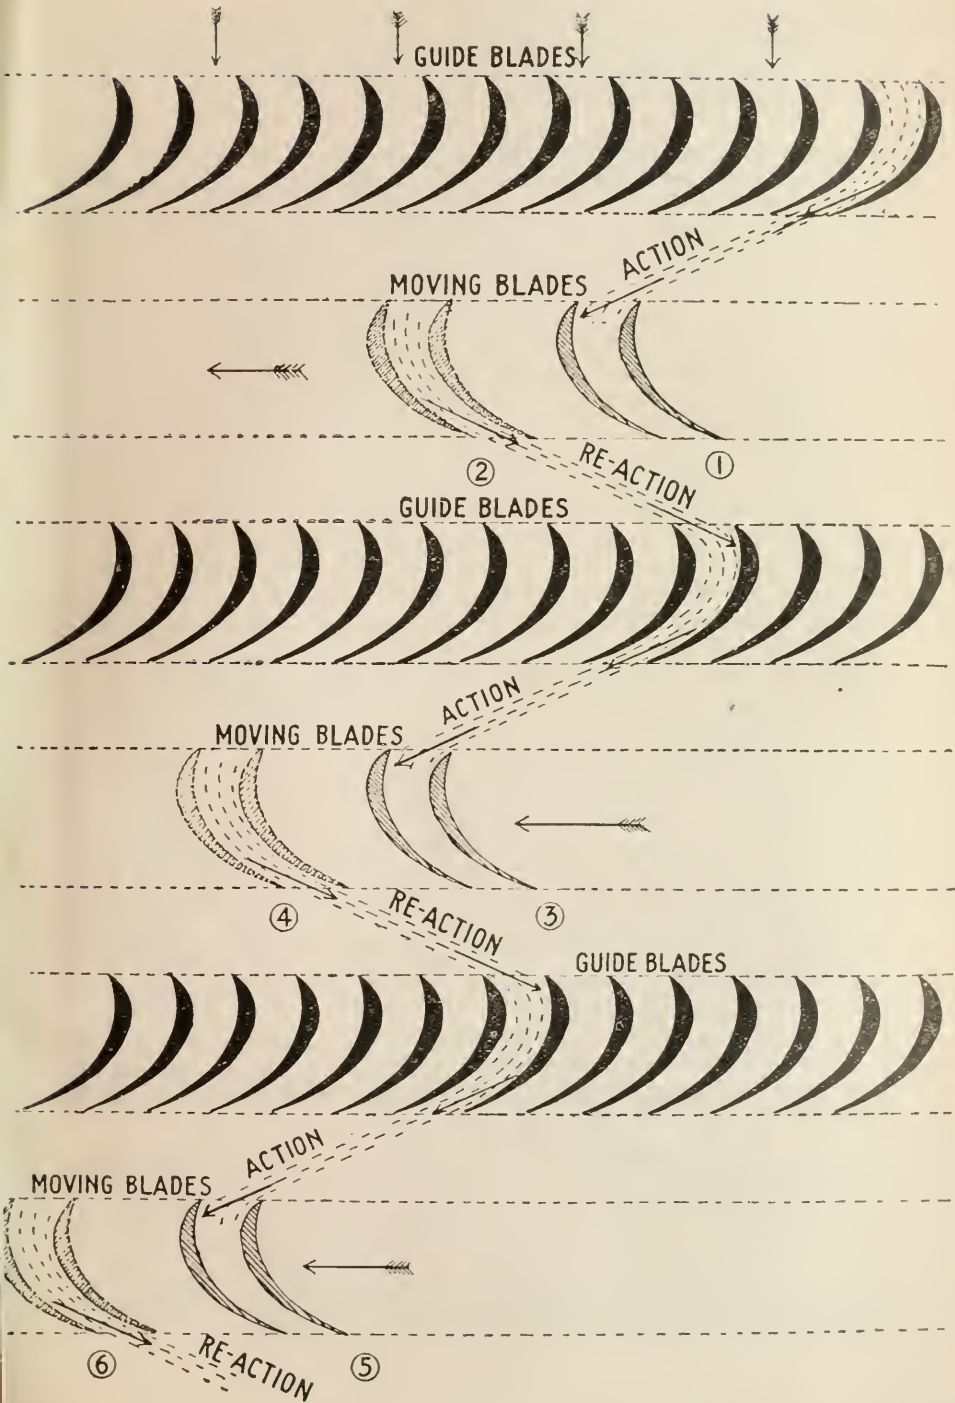 GUIDE BLADES
ACTION
MOVING BLADES
② RE-ACTION ①
GUIDE BLADES
ACTION
MOVING BLADES
④ RE-ACTION ③
GUIDE BLADES
ACTION
MOVING BLADES
⑥ RE-ACTION ⑤